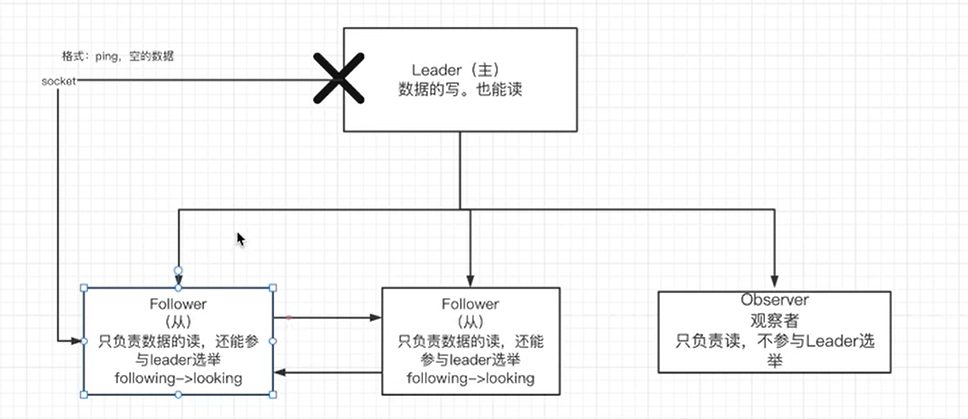 格式：ping，空的数据
socket
Leader（主）
数据的写。也能读
Follower
（从）
只负责数据的读，还能参
与leader选举
following->looking
Follower
（从）
只负责数据的读，还能
参与leader选举
following->looking
Observer
观察者
只负责读，不参与Leader选
举